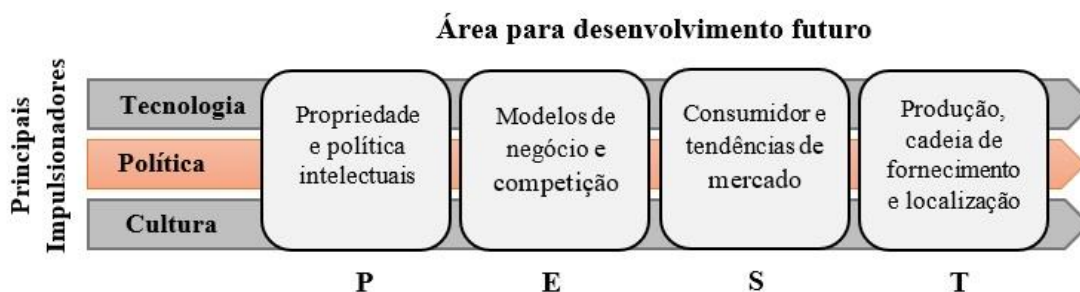 Área para desenvolvimento futuro
Principais
Impulsionadores
Tecnologia
Política
Cultura
Propriedade
e política
intelectuais
Modelos de
negócio e
competição
Consumidor e
tendências de
mercado
Produção,
cadeia de
fornecimento
e localização
P
E
S
T